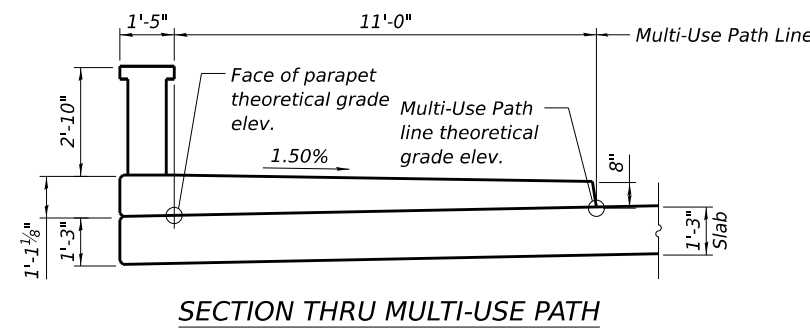 1'-5"
11'-0"
Multi-Use Path Line
Face of parapet
theoretical grade
elev.
Multi-Use Path
line theoretical
grade elev.
2'-10"
1.50%
8"
1'-1⅛"
1'-3"
1'-3"
Slab
SECTION THRU MULTI-USE PATH